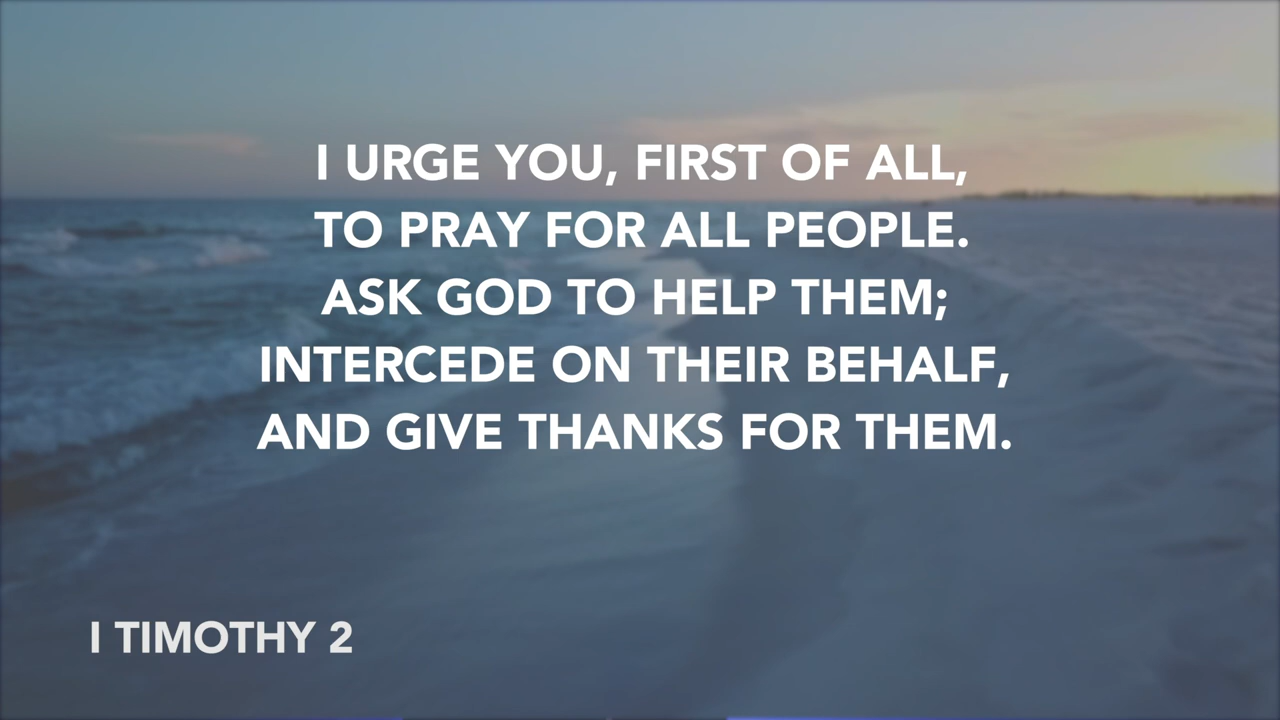 I URGE YOU, FIRST OF ALL,
TO PRAY FOR ALL PEOPLE.
ASK GOD TO HELP THEM;
INTERCEDE ON THEIR BEHALF,
AND GIVE THANKS FOR THEM.
I TIMOTHY 2